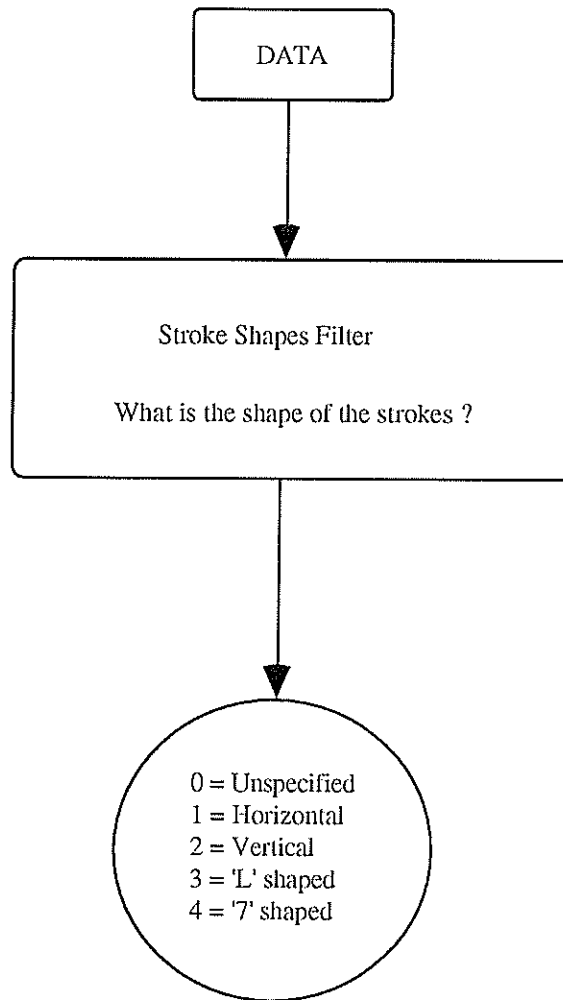 DATA
Stroke Shapes Filter
What is the shape of the strokes ?
0 = Unspecified
1 = Horizontal
2 = Vertical
3 = 'L' shaped
4 = '7' shaped